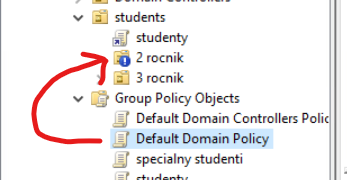 Domain Controllers
students
studenty
2 rocnik
3 rocnik
Group Policy Objects
Default Domain Controllers Polic
Default Domain Policy
specialny studenti
studenty